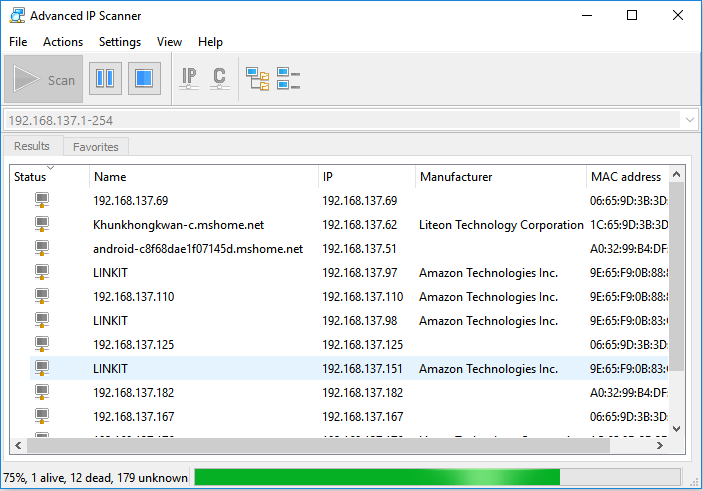 Advanced IP Scanner
File Actions Settings View Help
Scan IP C
192.168.137.1-254
Results Favorites
Status Name IP Manufacturer MAC address
192.168.137.69 192.168.137.69 06:65:9D:3B:3D:
Khunkhongkwan-c.mshome.net 192.168.137.62 Liteon Technology Corporation 1C:65:9D:3B:3D:
android-c8f68dae1f07145d.mshome.net 192.168.137.51 A0:32:99:B4:DF:
LINKIT 192.168.137.97 Amazon Technologies Inc. 9E:65:F9:0B:88:
192.168.137.110 192.168.137.110 Amazon Technologies Inc. 9E:65:F9:0B:88:
LINKIT 192.168.137.98 Amazon Technologies Inc. 9E:65:F9:0B:83:
192.168.137.125 192.168.137.125 06:65:9D:3B:3D:
LINKIT 192.168.137.151 Amazon Technologies Inc. 9E:65:F9:0B:83:
192.168.137.182 192.168.137.182 A0:32:99:B4:DF:
192.168.137.167 192.168.137.167 06:65:9D:3B:3D:
75%, 1 alive, 12 dead, 179 unknown